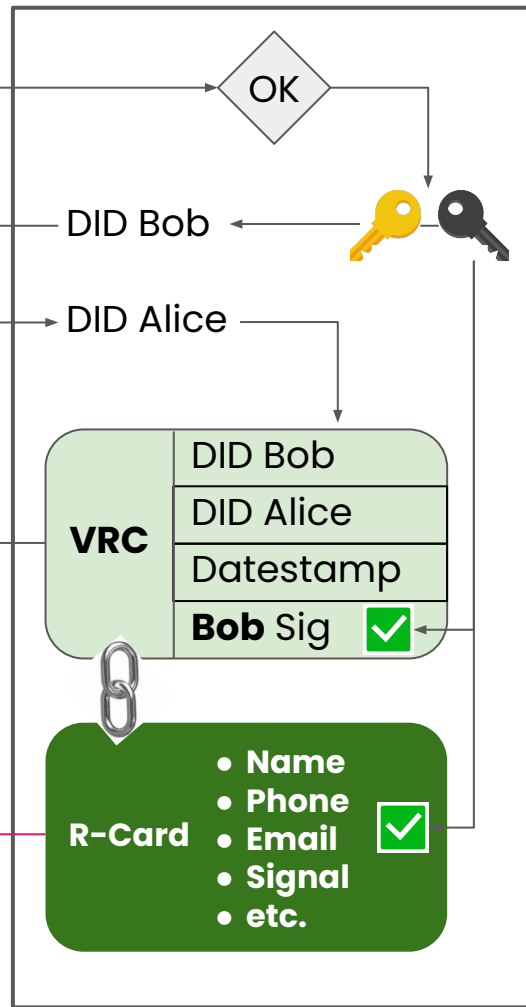 OK
DID Bob
DID Alice
VRC
DID Bob
DID Alice
Datestamp
Bob Sig
R-Card
● Name
● Phone
● Email
● Signal
● etc.